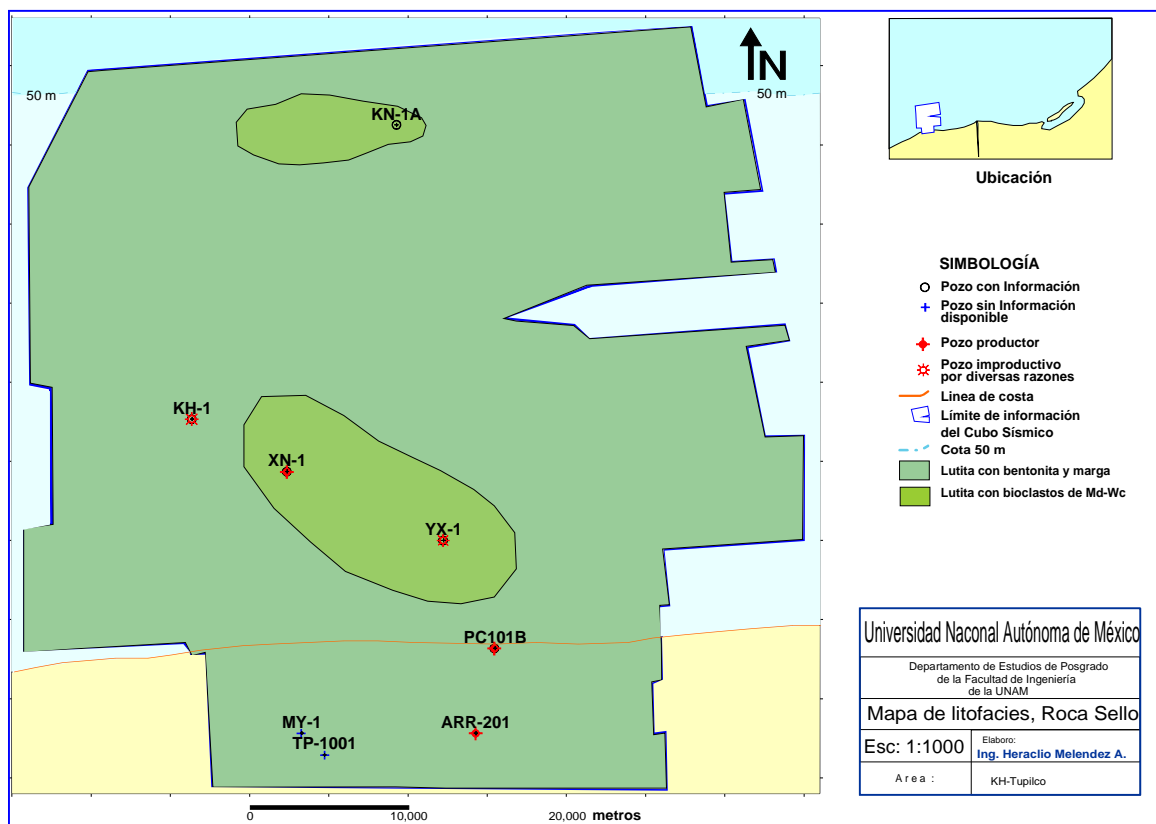 50 m
50 m
N
KN-1A
KH-1
XN-1
YX-1
PC101B
MY-1
TP-1001
ARR-201
0
10,000
20,000 metros
Ubicación
SIMBOLOGÍA
Pozo con Información
Pozo sin Información
disponible
Pozo productor
Pozo improductivo
por diversas razones
Linea de costa
Límite de información
del Cubo Sísmico
Cota 50 m
Lutita con bentonita y marga
Lutita con bioclastos de Md-Wc
Universidad Naconal Autónoma de México
Departamento de Estudios de Posgrado
de la Facultad de Ingeniería
de la UNAM
Mapa de litofacies, Roca Sello
Esc: 1:1000
Elaboro:
Ing. Heraclio Melendez A.
Area :
KH-Tupilco